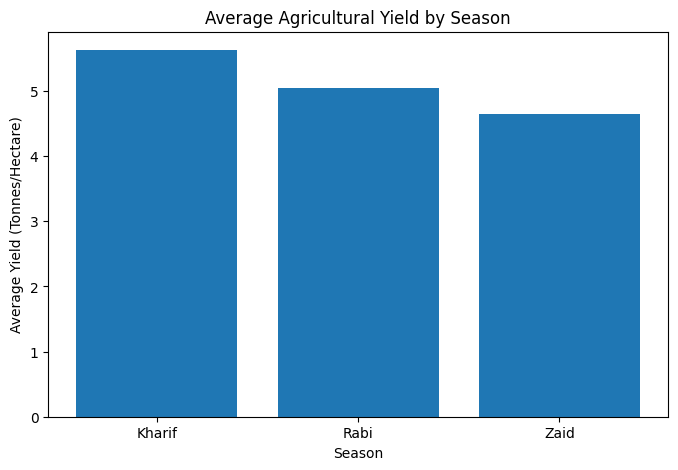 Average Agricultural Yield by Season
Average Yield (Tonnes/Hectare)
5
4
3
2
1
0
Kharif Rabi Zaid
Season